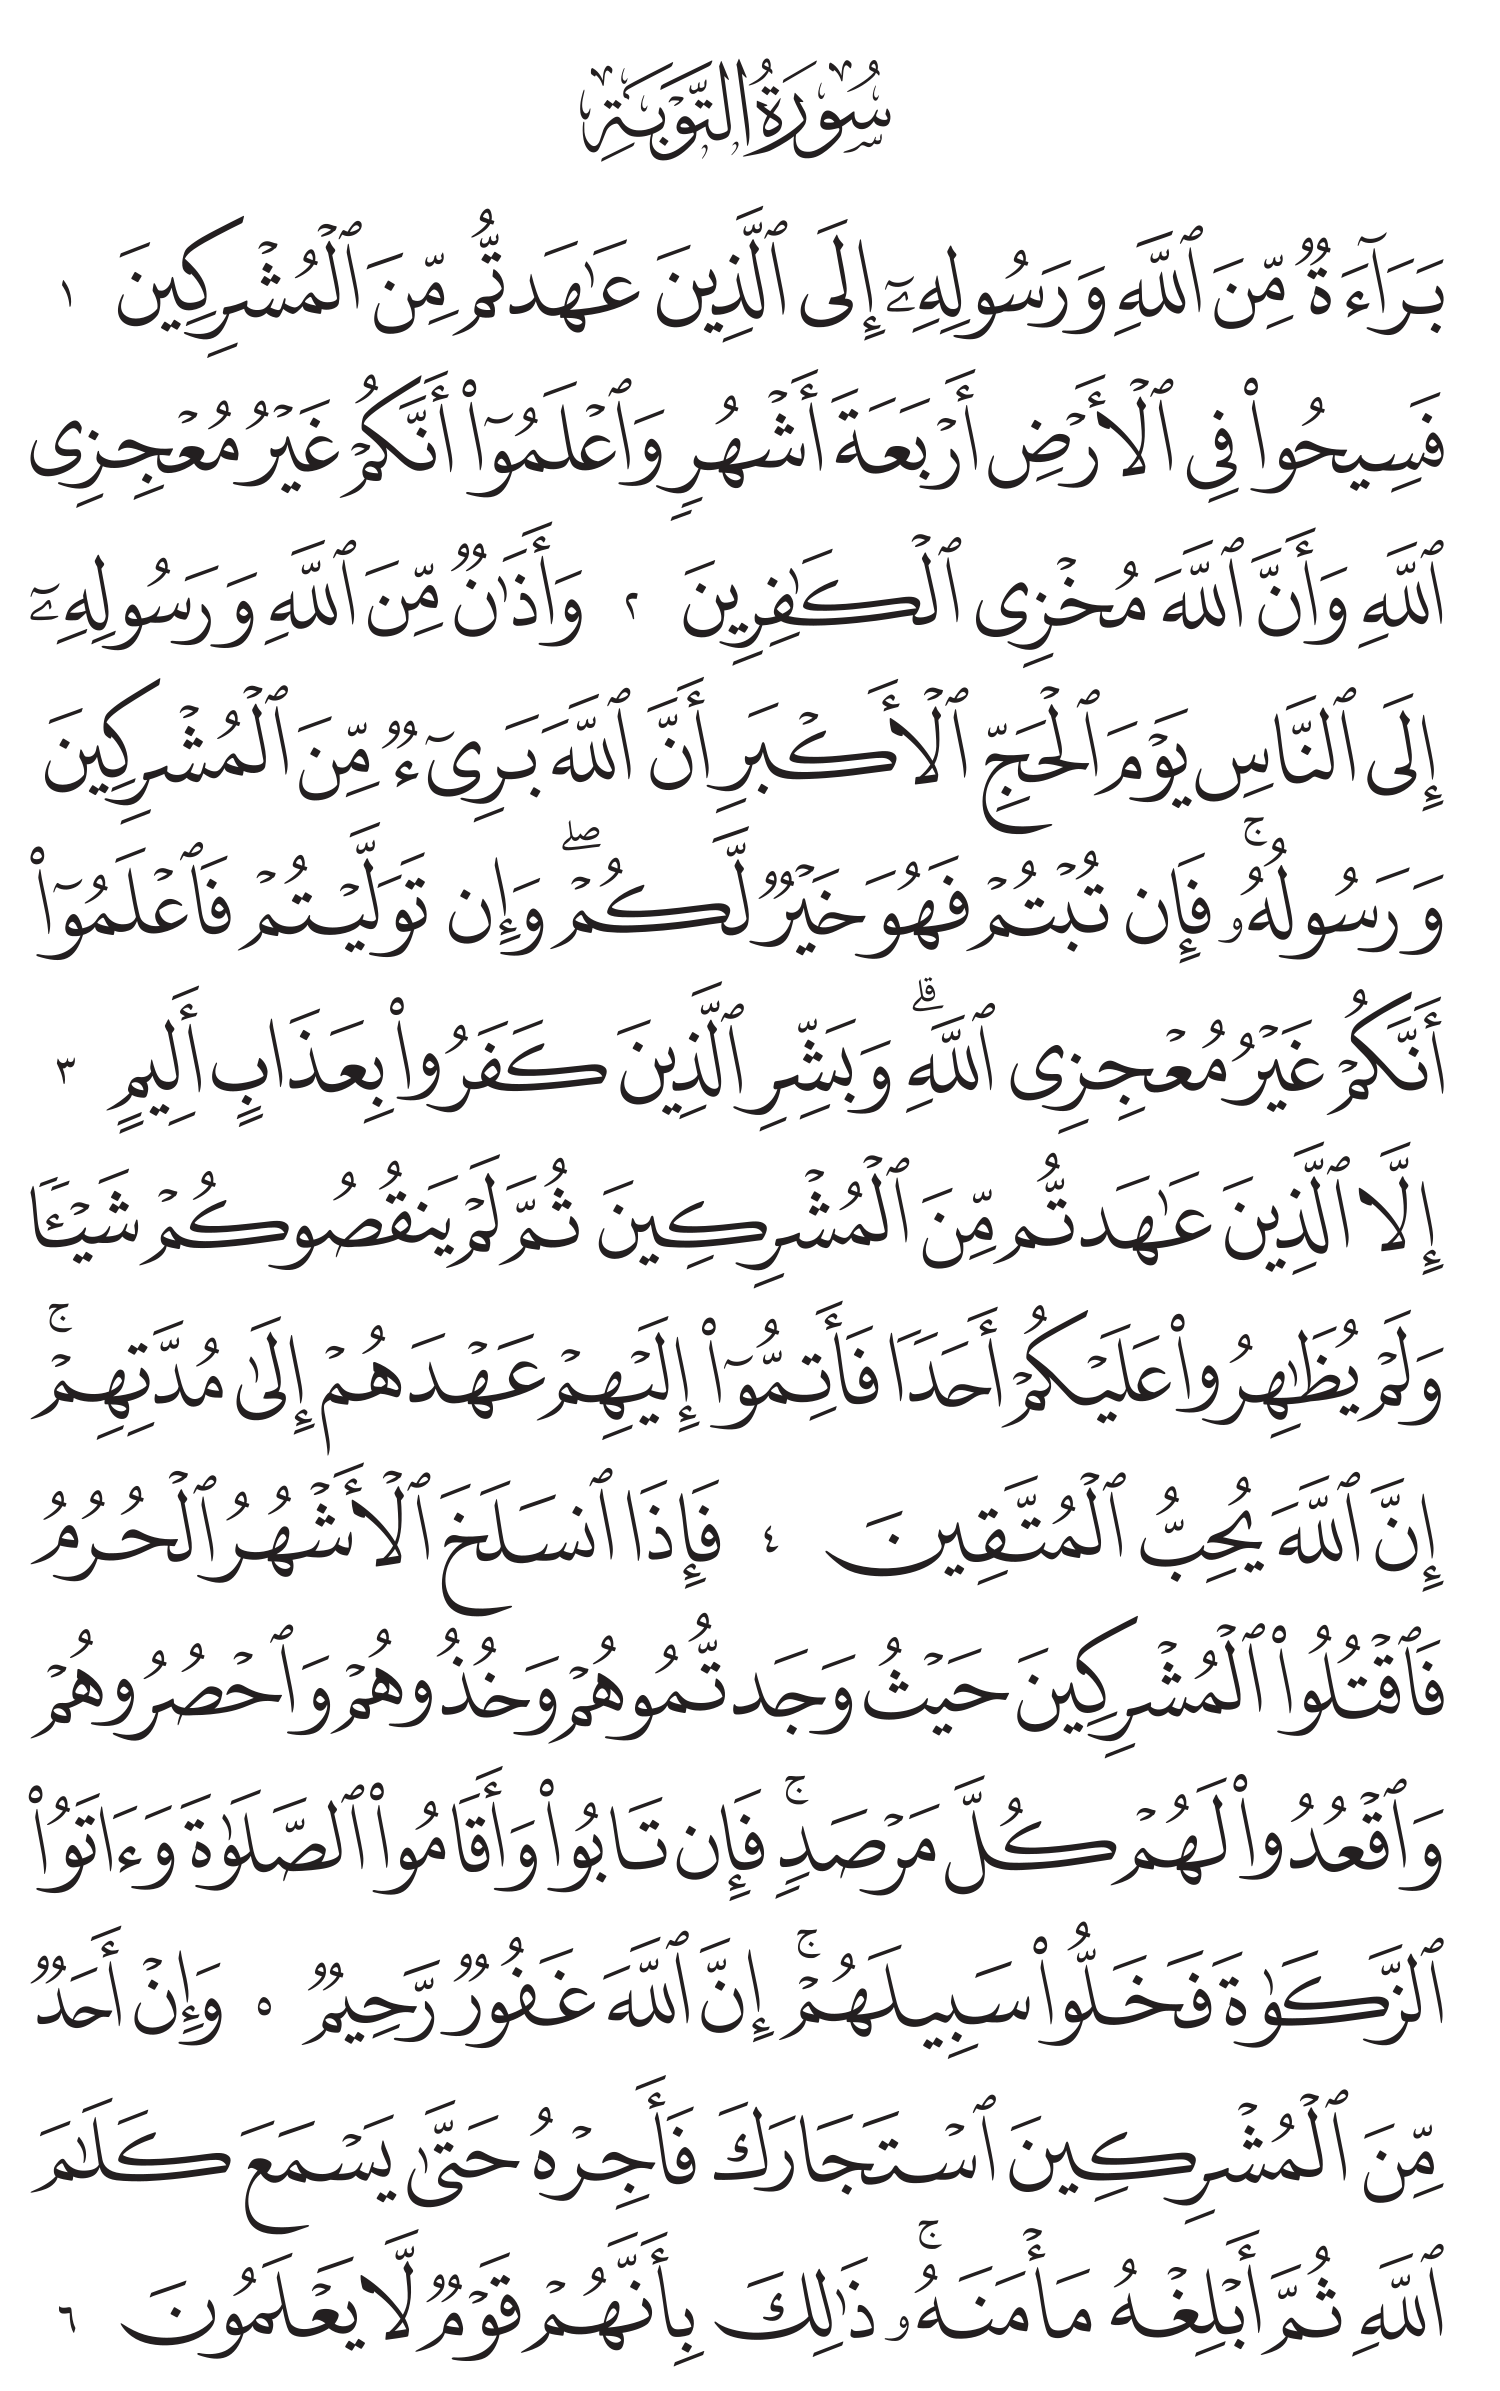 سُورَةُ التَّوۡبَةِ
بَرَآءَةٞ مِّنَ ٱللَّهِ وَرَسُولِهِۦٓ إِلَى ٱلَّذِينَ عَٰهَدتُّم مِّنَ ٱلۡمُشۡرِكِينَ ١
فَسِيحُواْ فِي ٱلۡأَرۡضِ أَرۡبَعَةَ أَشۡهُرٖ وَٱعۡلَمُوٓاْ أَنَّكُمۡ غَيۡرُ مُعۡجِزِي
ٱللَّهِ وَأَنَّ ٱللَّهَ مُخۡزِي ٱلۡكَٰفِرِينَ ٢ وَأَذَٰنٞ مِّنَ ٱللَّهِ وَرَسُولِهِۦٓ
إِلَى ٱلنَّاسِ يَوۡمَ ٱلۡحَجِّ ٱلۡأَكۡبَرِ أَنَّ ٱللَّهَ بَرِيٓءٞ مِّنَ ٱلۡمُشۡرِكِينَ
وَرَسُولُهُۥۚ فَإِن تُبۡتُمۡ فَهُوَ خَيۡرٞ لَّكُمۡۖ وَإِن تَوَلَّيۡتُمۡ فَٱعۡلَمُوٓاْ
أَنَّكُمۡ غَيۡرُ مُعۡجِزِي ٱللَّهِۗ وَبَشِّرِ ٱلَّذِينَ كَفَرُواْ بِعَذَابٍ أَلِيمٍ ٣
إِلَّا ٱلَّذِينَ عَٰهَدتُّم مِّنَ ٱلۡمُشۡرِكِينَ ثُمَّ لَمۡ يَنقُصُوكُمۡ شَيۡـٔٗا
وَلَمۡ يُظَٰهِرُواْ عَلَيۡكُمۡ أَحَدٗا فَأَتِمُّوٓاْ إِلَيۡهِمۡ عَهۡدَهُمۡ إِلَىٰ مُدَّتِهِمۡۚ
إِنَّ ٱللَّهَ يُحِبُّ ٱلۡمُتَّقِينَ ٤ فَإِذَا ٱنسَلَخَ ٱلۡأَشۡهُرُ ٱلۡحُرُمُ
فَٱقۡتُلُواْ ٱلۡمُشۡرِكِينَ حَيۡثُ وَجَدتُّمُوهُمۡ وَخُذُوهُمۡ وَٱحۡصُرُوهُمۡ
وَٱقۡعُدُواْ لَهُمۡ كُلَّ مَرۡصَدٖۚ فَإِن تَابُواْ وَأَقَامُواْ ٱلصَّلَوٰةَ وَءَاتَوُاْ
ٱلزَّكَوٰةَ فَخَلُّواْ سَبِيلَهُمۡۚ إِنَّ ٱللَّهَ غَفُورٞ رَّحِيمٞ ٥ وَإِنۡ أَحَدٞ
مِّنَ ٱلۡمُشۡرِكِينَ ٱسۡتَجَارَكَ فَأَجِرۡهُ حَتَّىٰ يَسۡمَعَ كَلَٰمَ
ٱللَّهِ ثُمَّ أَبۡلِغۡهُ مَأۡمَنَهُۥۚ ذَٰلِكَ بِأَنَّهُمۡ قَوۡمٞ لَّا يَعۡلَمُونَ ٦